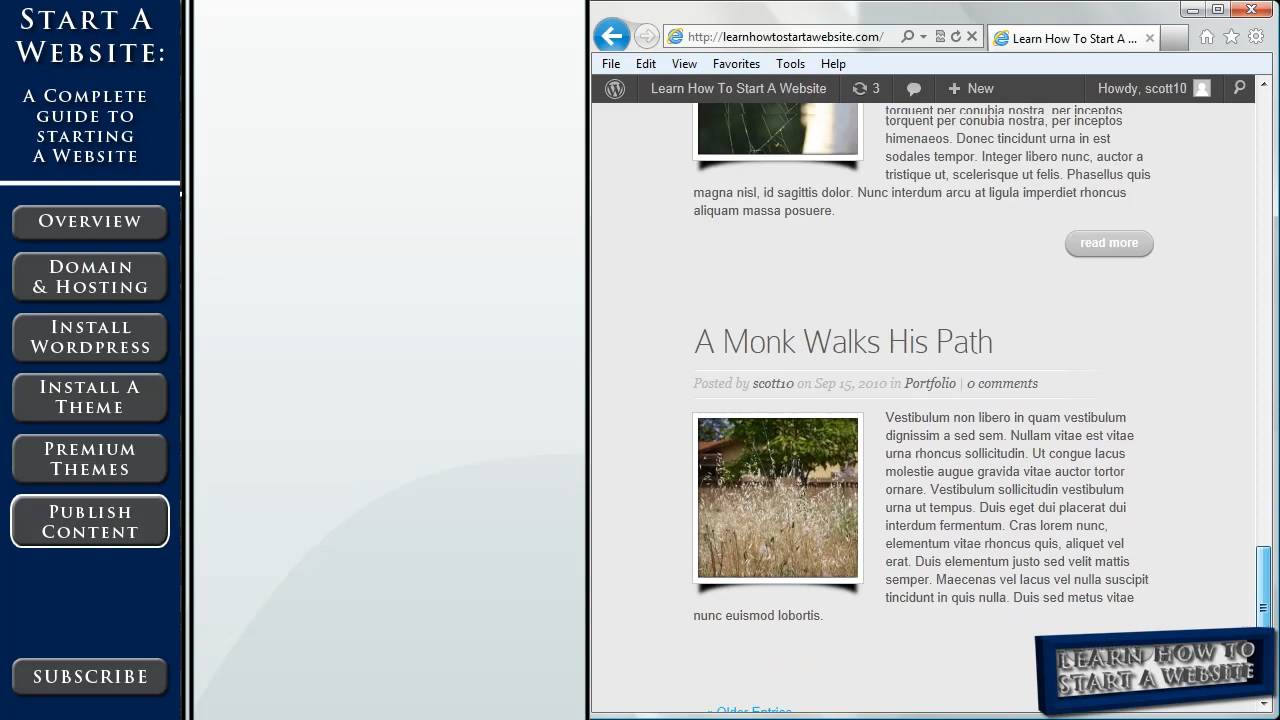 START A
WEBSITE:
A COMPLETE
GUIDE TO
STARTING
A WEBSITE
OVERVIEW
DOMAIN
& HOSTING
INSTALL
WORDPRESS
INSTALL A
THEME
PREMIUM
THEMES
PUBLISH
CONTENT
SUBSCRIBE
http://learnhowtostartawebsite.com/
Learn How To Start A ...
File Edit View Favorites Tools Help
Learn How To Start A Website 3 New Howdy, scott10
torquent per conubia nostra, per inceptos
torquent per conubia nostra, per inceptos
himenaeos. Donec tincidunt urna in est
sodales tempor. Integer libero nunc, auctor a
tristique ut, scelerisque ut felis. Phasellus quis
magna nisl, id sagittis dolor. Nunc interdum arcu at ligula imperdiet rhoncus
aliquam massa posuere.
read more
A Monk Walks His Path
Posted by scott10 on Sep 15, 2010 in Portfolio | 0 comments
Vestibulum non libero in quam vestibulum
dignissim a sed sem. Nullam vitae est vitae
urna rhoncus sollicitudin. Ut congue lacus
molestie augue gravida vitae auctor tortor
ornare. Vestibulum sollicitudin vestibulum
urna ut tempus. Duis eget dui placerat dui
interdum fermentum. Cras lorem nunc,
elementum vitae rhoncus quis, aliquet vel
erat. Duis elementum justo sed velit mattis
semper. Maecenas vel lacus vel nulla suscipit
tincidunt in quis nulla. Duis sed metus vitae
nunc euismod lobortis.
« Older Entries
LEARN HOW TO
START A WEBSITE